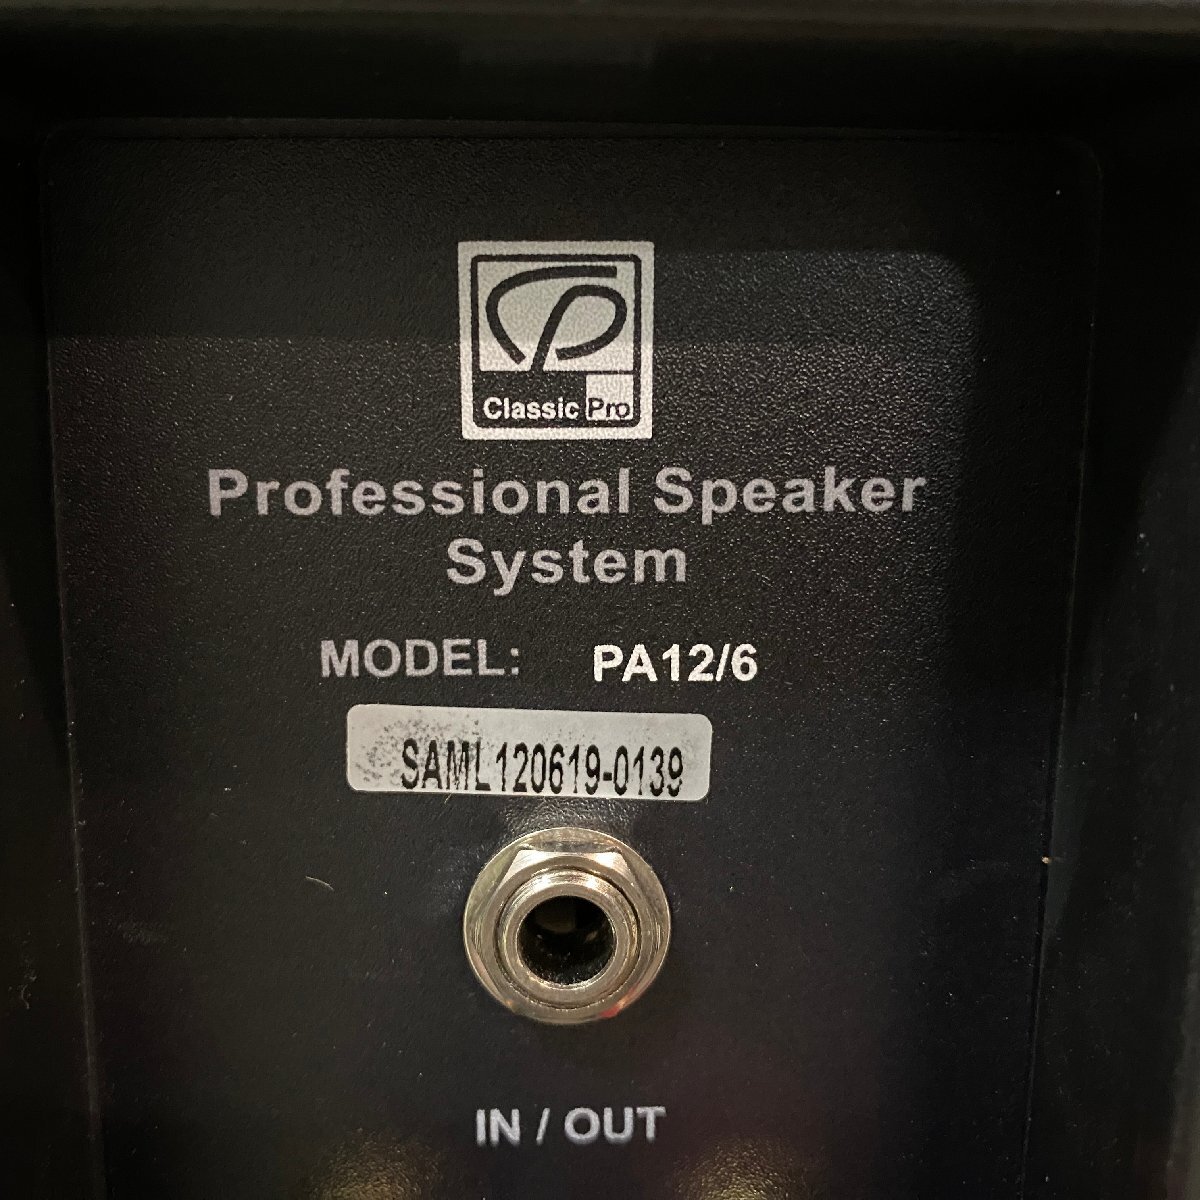 Classic Pro
Professional Speaker
System
MODEL: PA12/6
SAML120619-0139
IN / OUT